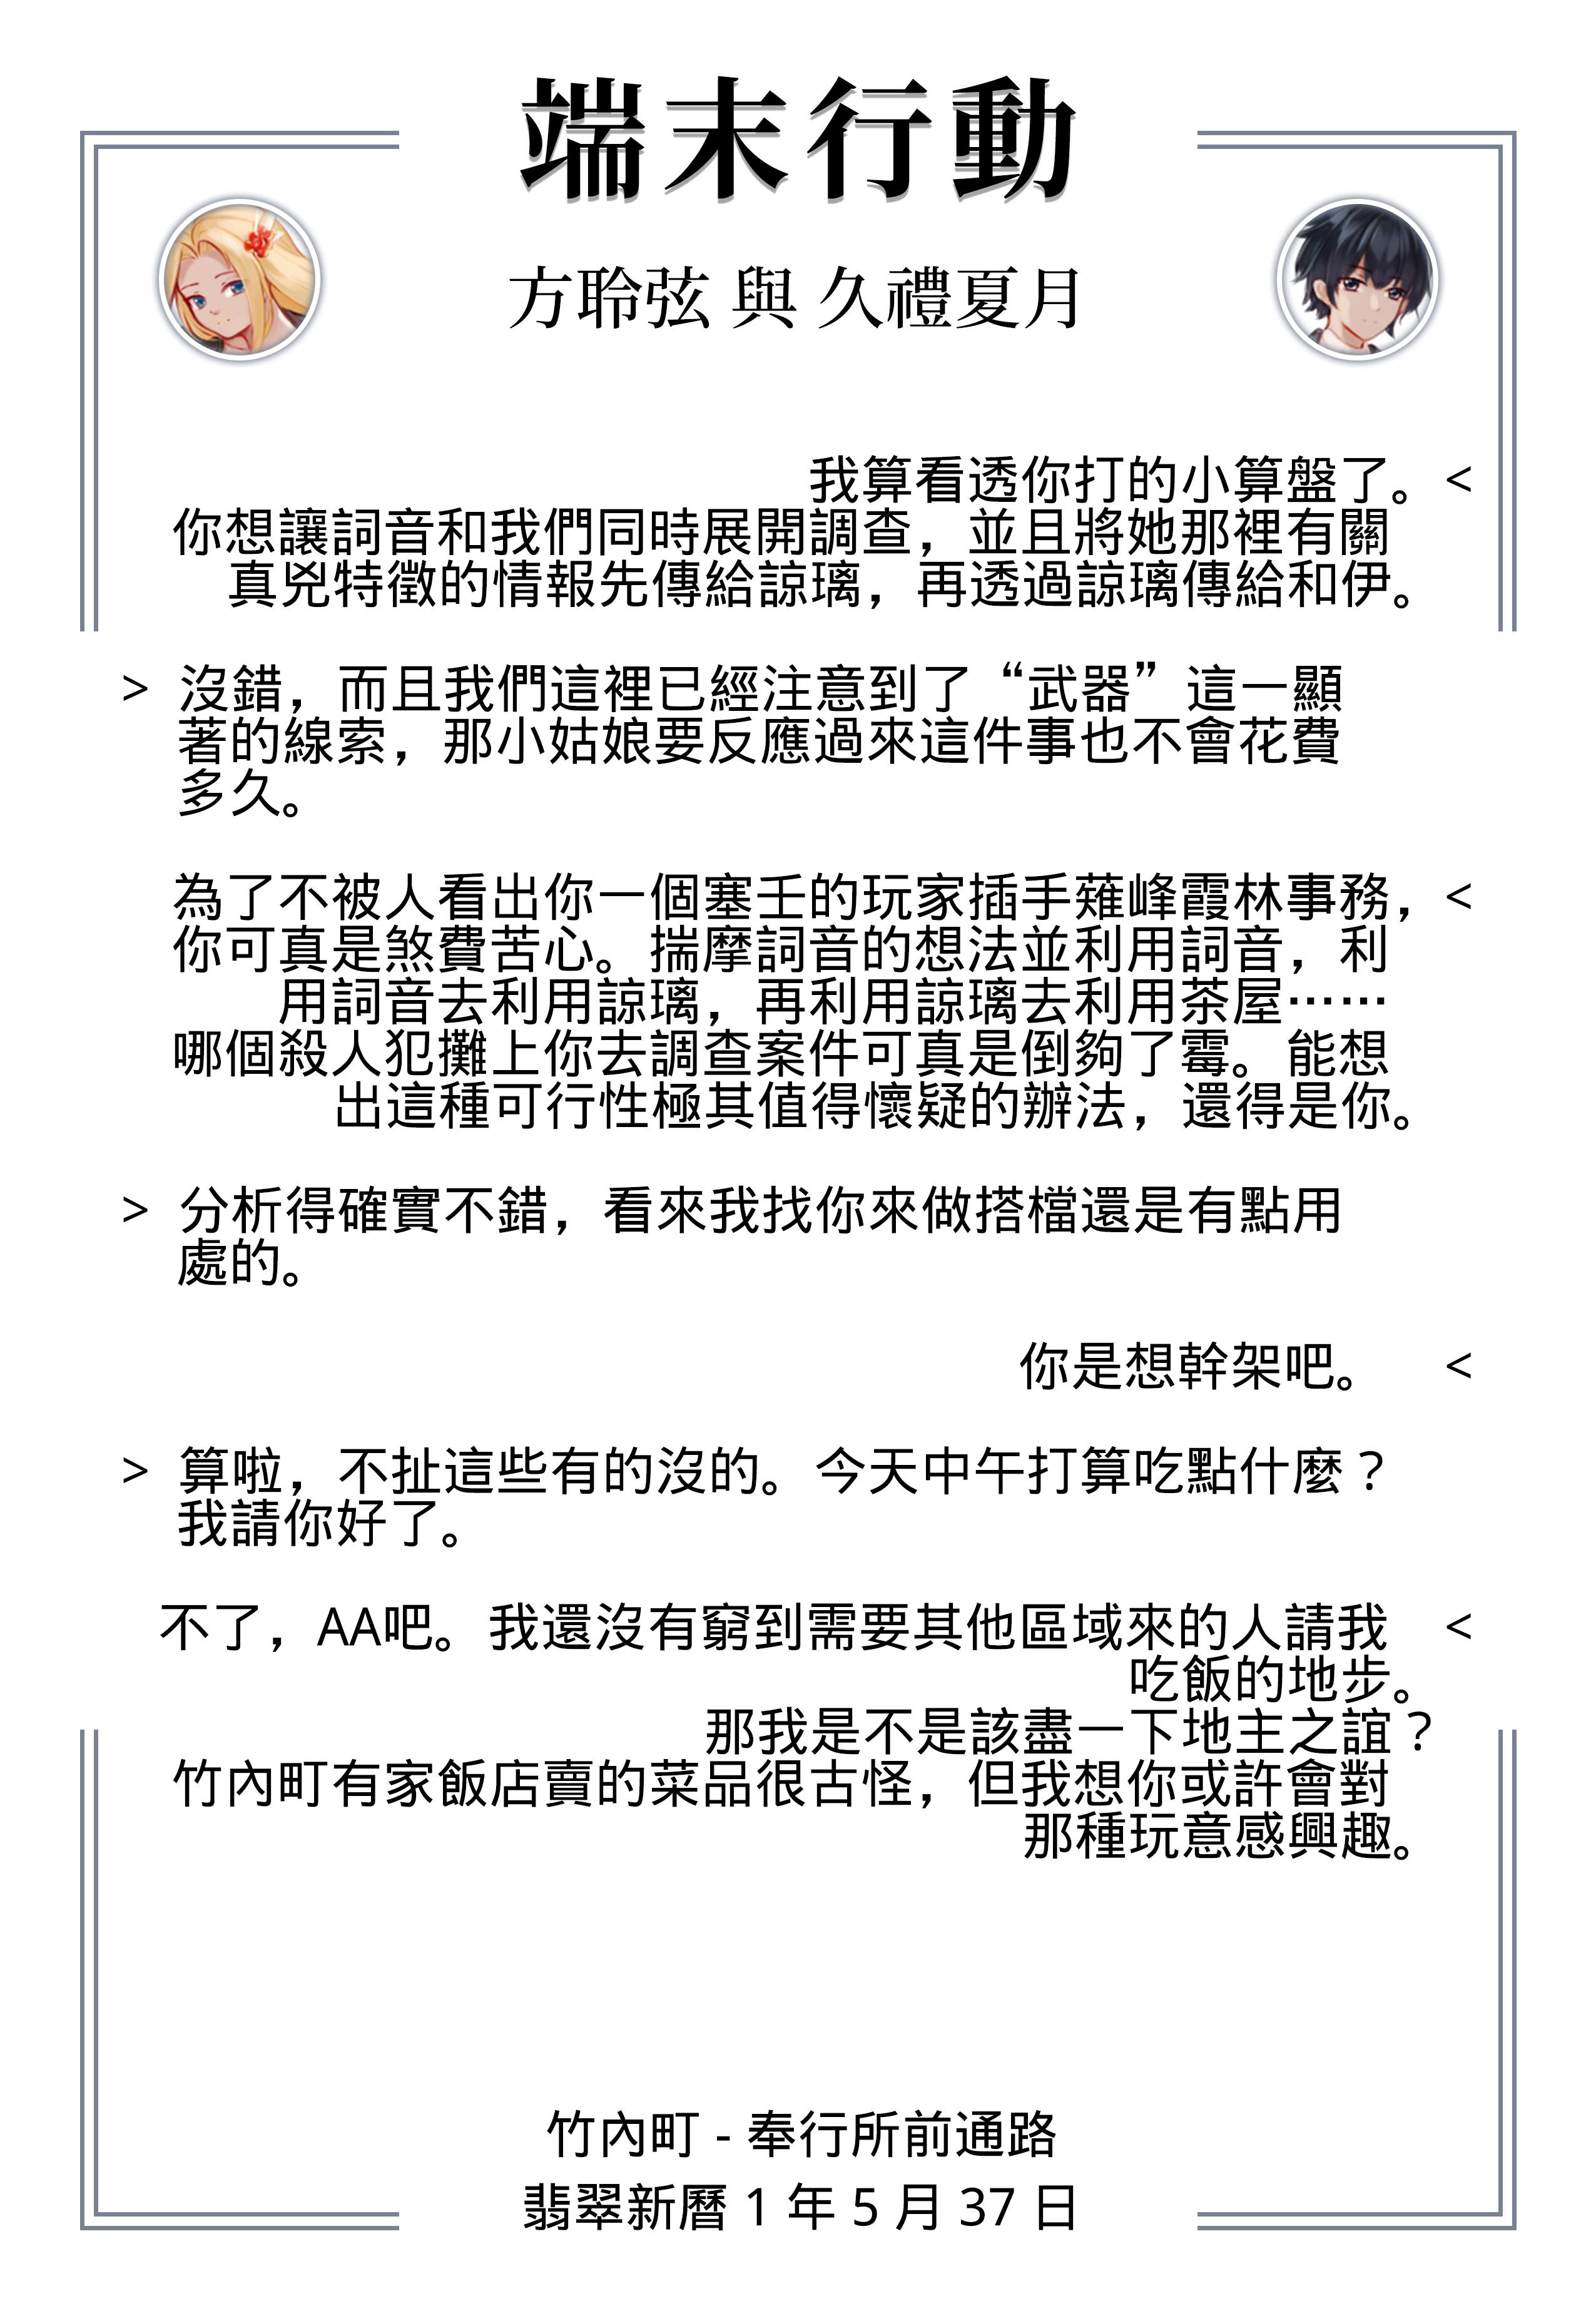 端末行動
方聆弦 與 久禮夏月
我算看透你打的小算盤了。 <
你想讓詞音和我們同時展開調查，並且將她那裡有關
真兇特徵的情報先傳給諒璃，再透過諒璃傳給和伊。
> 沒錯，而且我們這裡已經注意到了“武器”這一顯
著的線索，那小姑娘要反應過來這件事也不會花費
多久。
為了不被人看出你一個塞壬的玩家插手薙峰霞林事務， <
你可真是煞費苦心。揣摩詞音的想法並利用詞音，利
用詞音去利用諒璃，再利用諒璃去利用茶屋……
哪個殺人犯攤上你去調查案件可真是倒夠了霉。能想
出這種可行性極其值得懷疑的辦法，還得是你。
> 分析得確實不錯，看來我找你來做搭檔還是有點用
處的。
你是想幹架吧。 <
> 算啦，不扯這些有的沒的。今天中午打算吃點什麼？
我請你好了。
不了，AA吧。我還沒有窮到需要其他區域來的人請我 <
吃飯的地步。
那我是不是該盡一下地主之誼？
竹內町有家飯店賣的菜品很古怪，但我想你或許會對
那種玩意感興趣。
竹內町 - 奉行所前通路
翡翠新曆 1 年 5 月 37 日